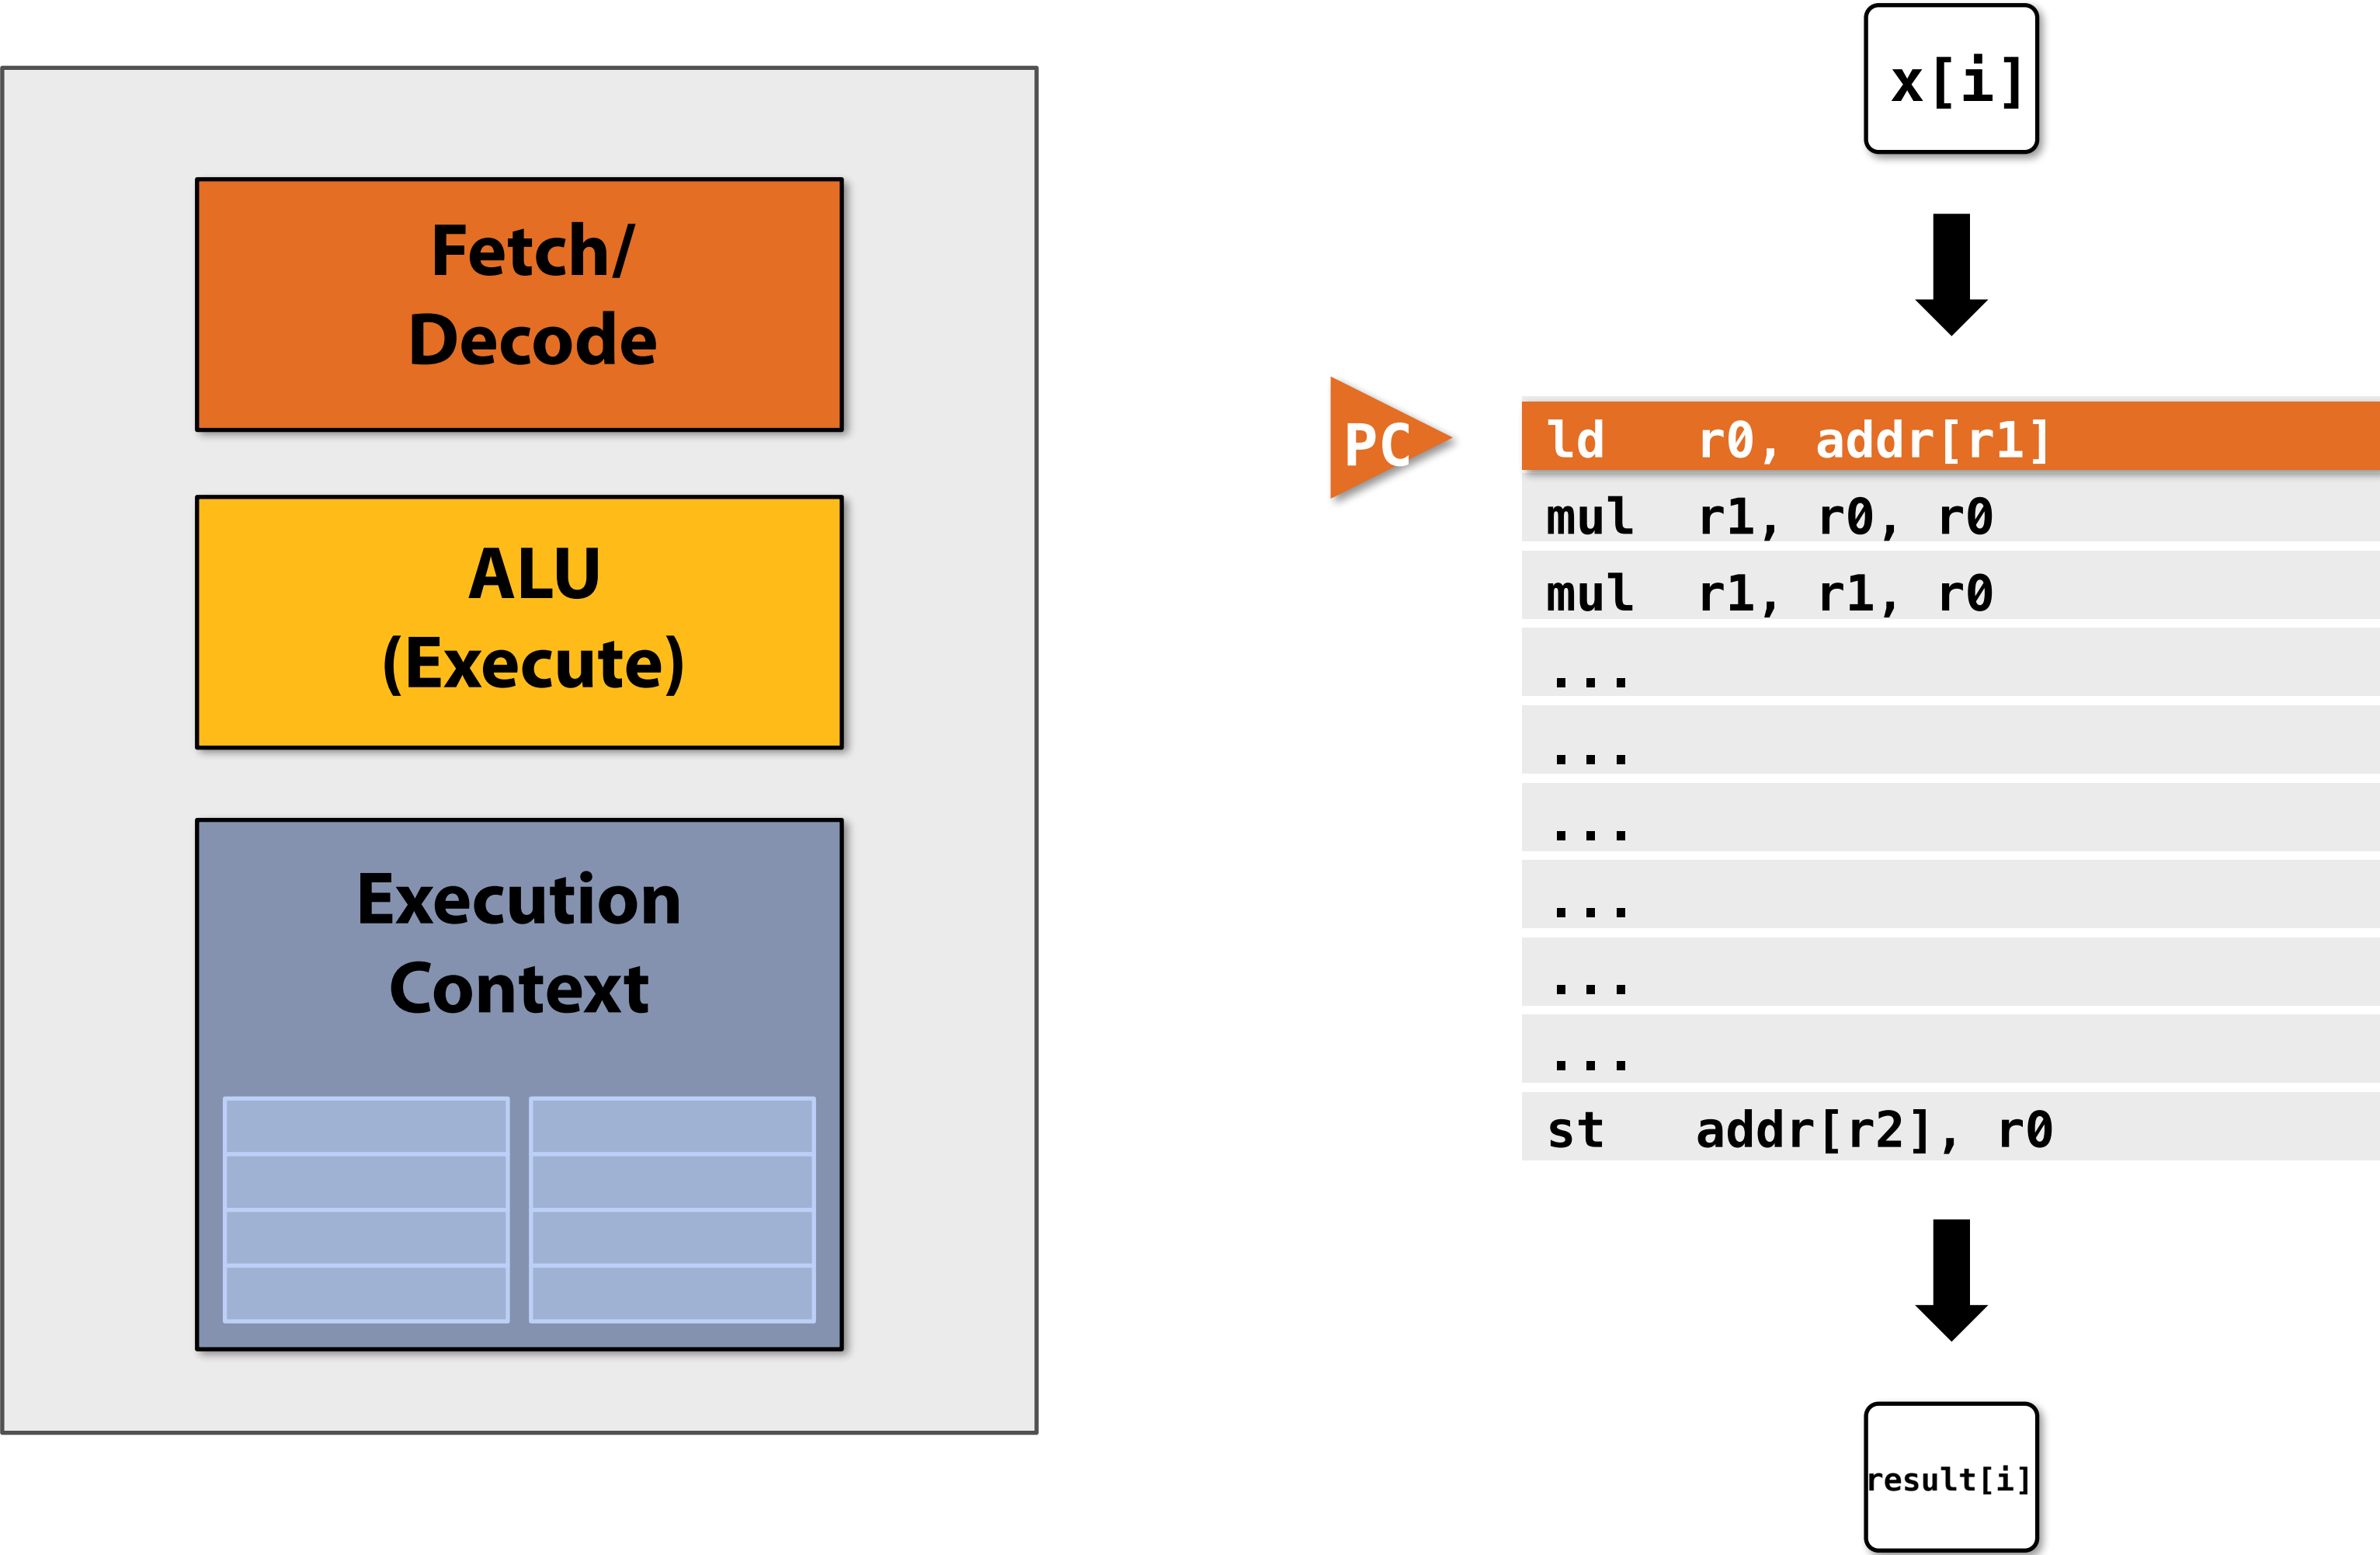 Fetch/
Decode
ALU
(Execute)
Execution
Context
x[i]
PC
ld r0, addr[r1]
mul r1, r0, r0
mul r1, r1, r0
...
...
...
...
...
...
st addr[r2], r0
result[i]